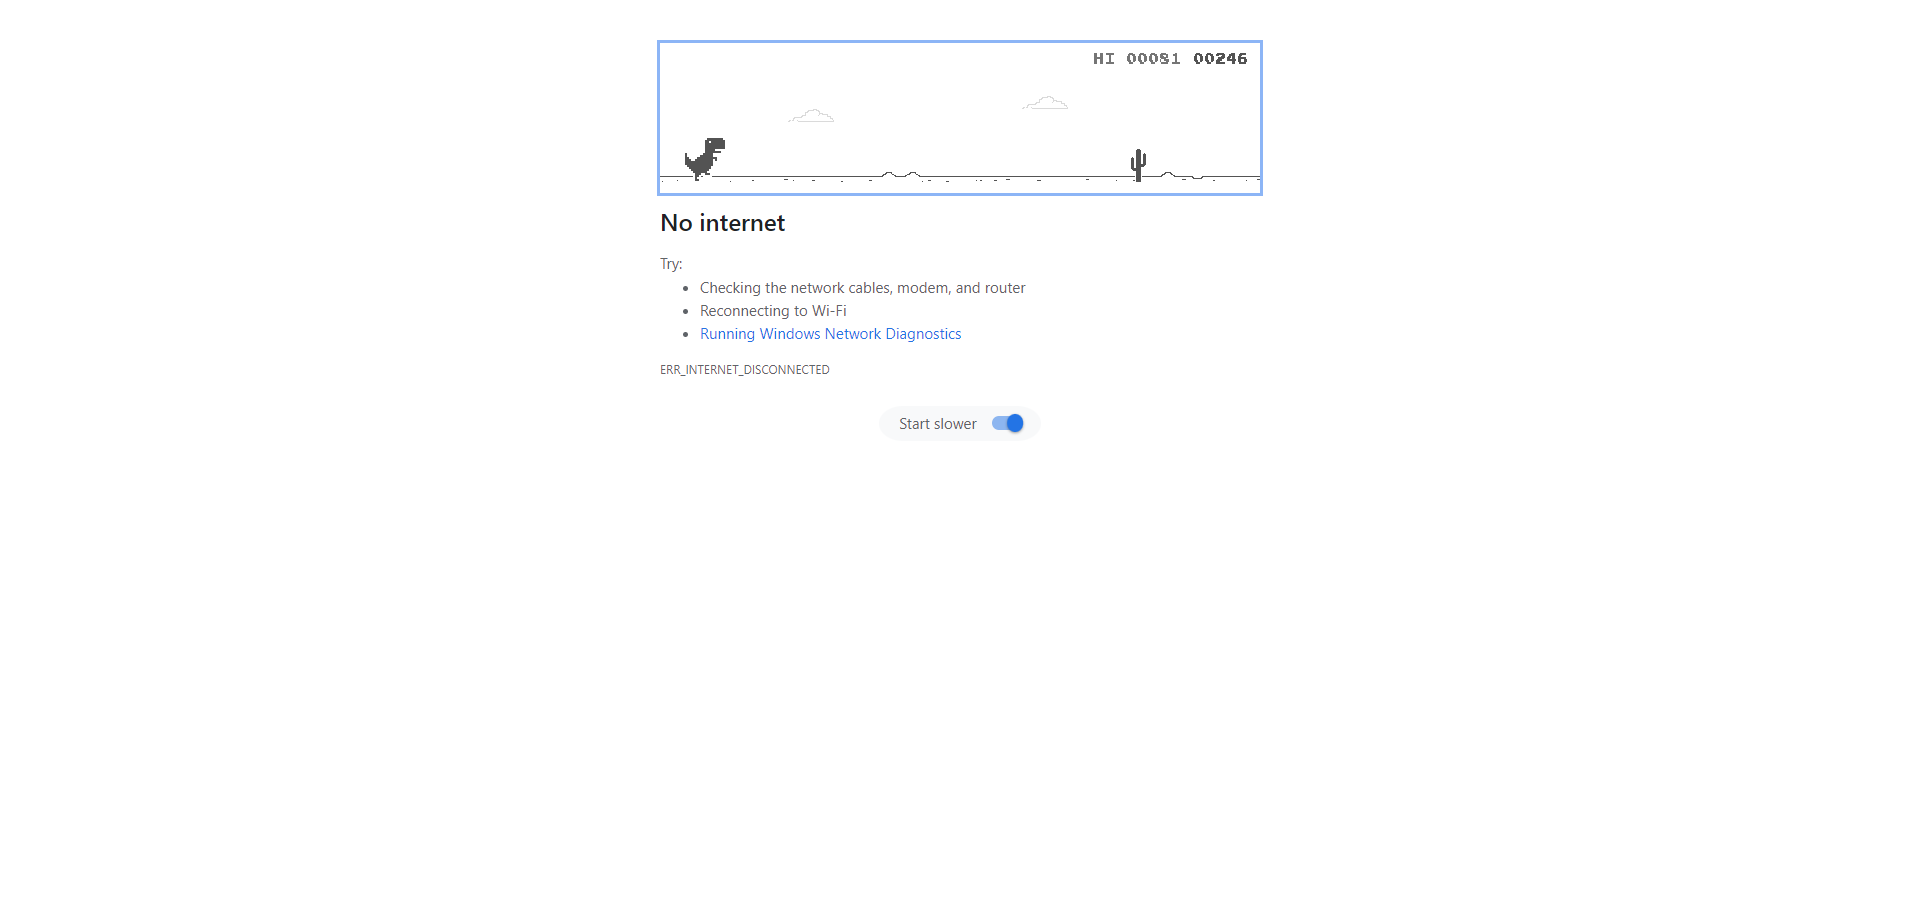 HI 00081 00246
No internet
Try:
Checking the network cables, modem, and router
Reconnecting to Wi-Fi
Running Windows Network Diagnostics
ERR_INTERNET_DISCONNECTED
Start slower